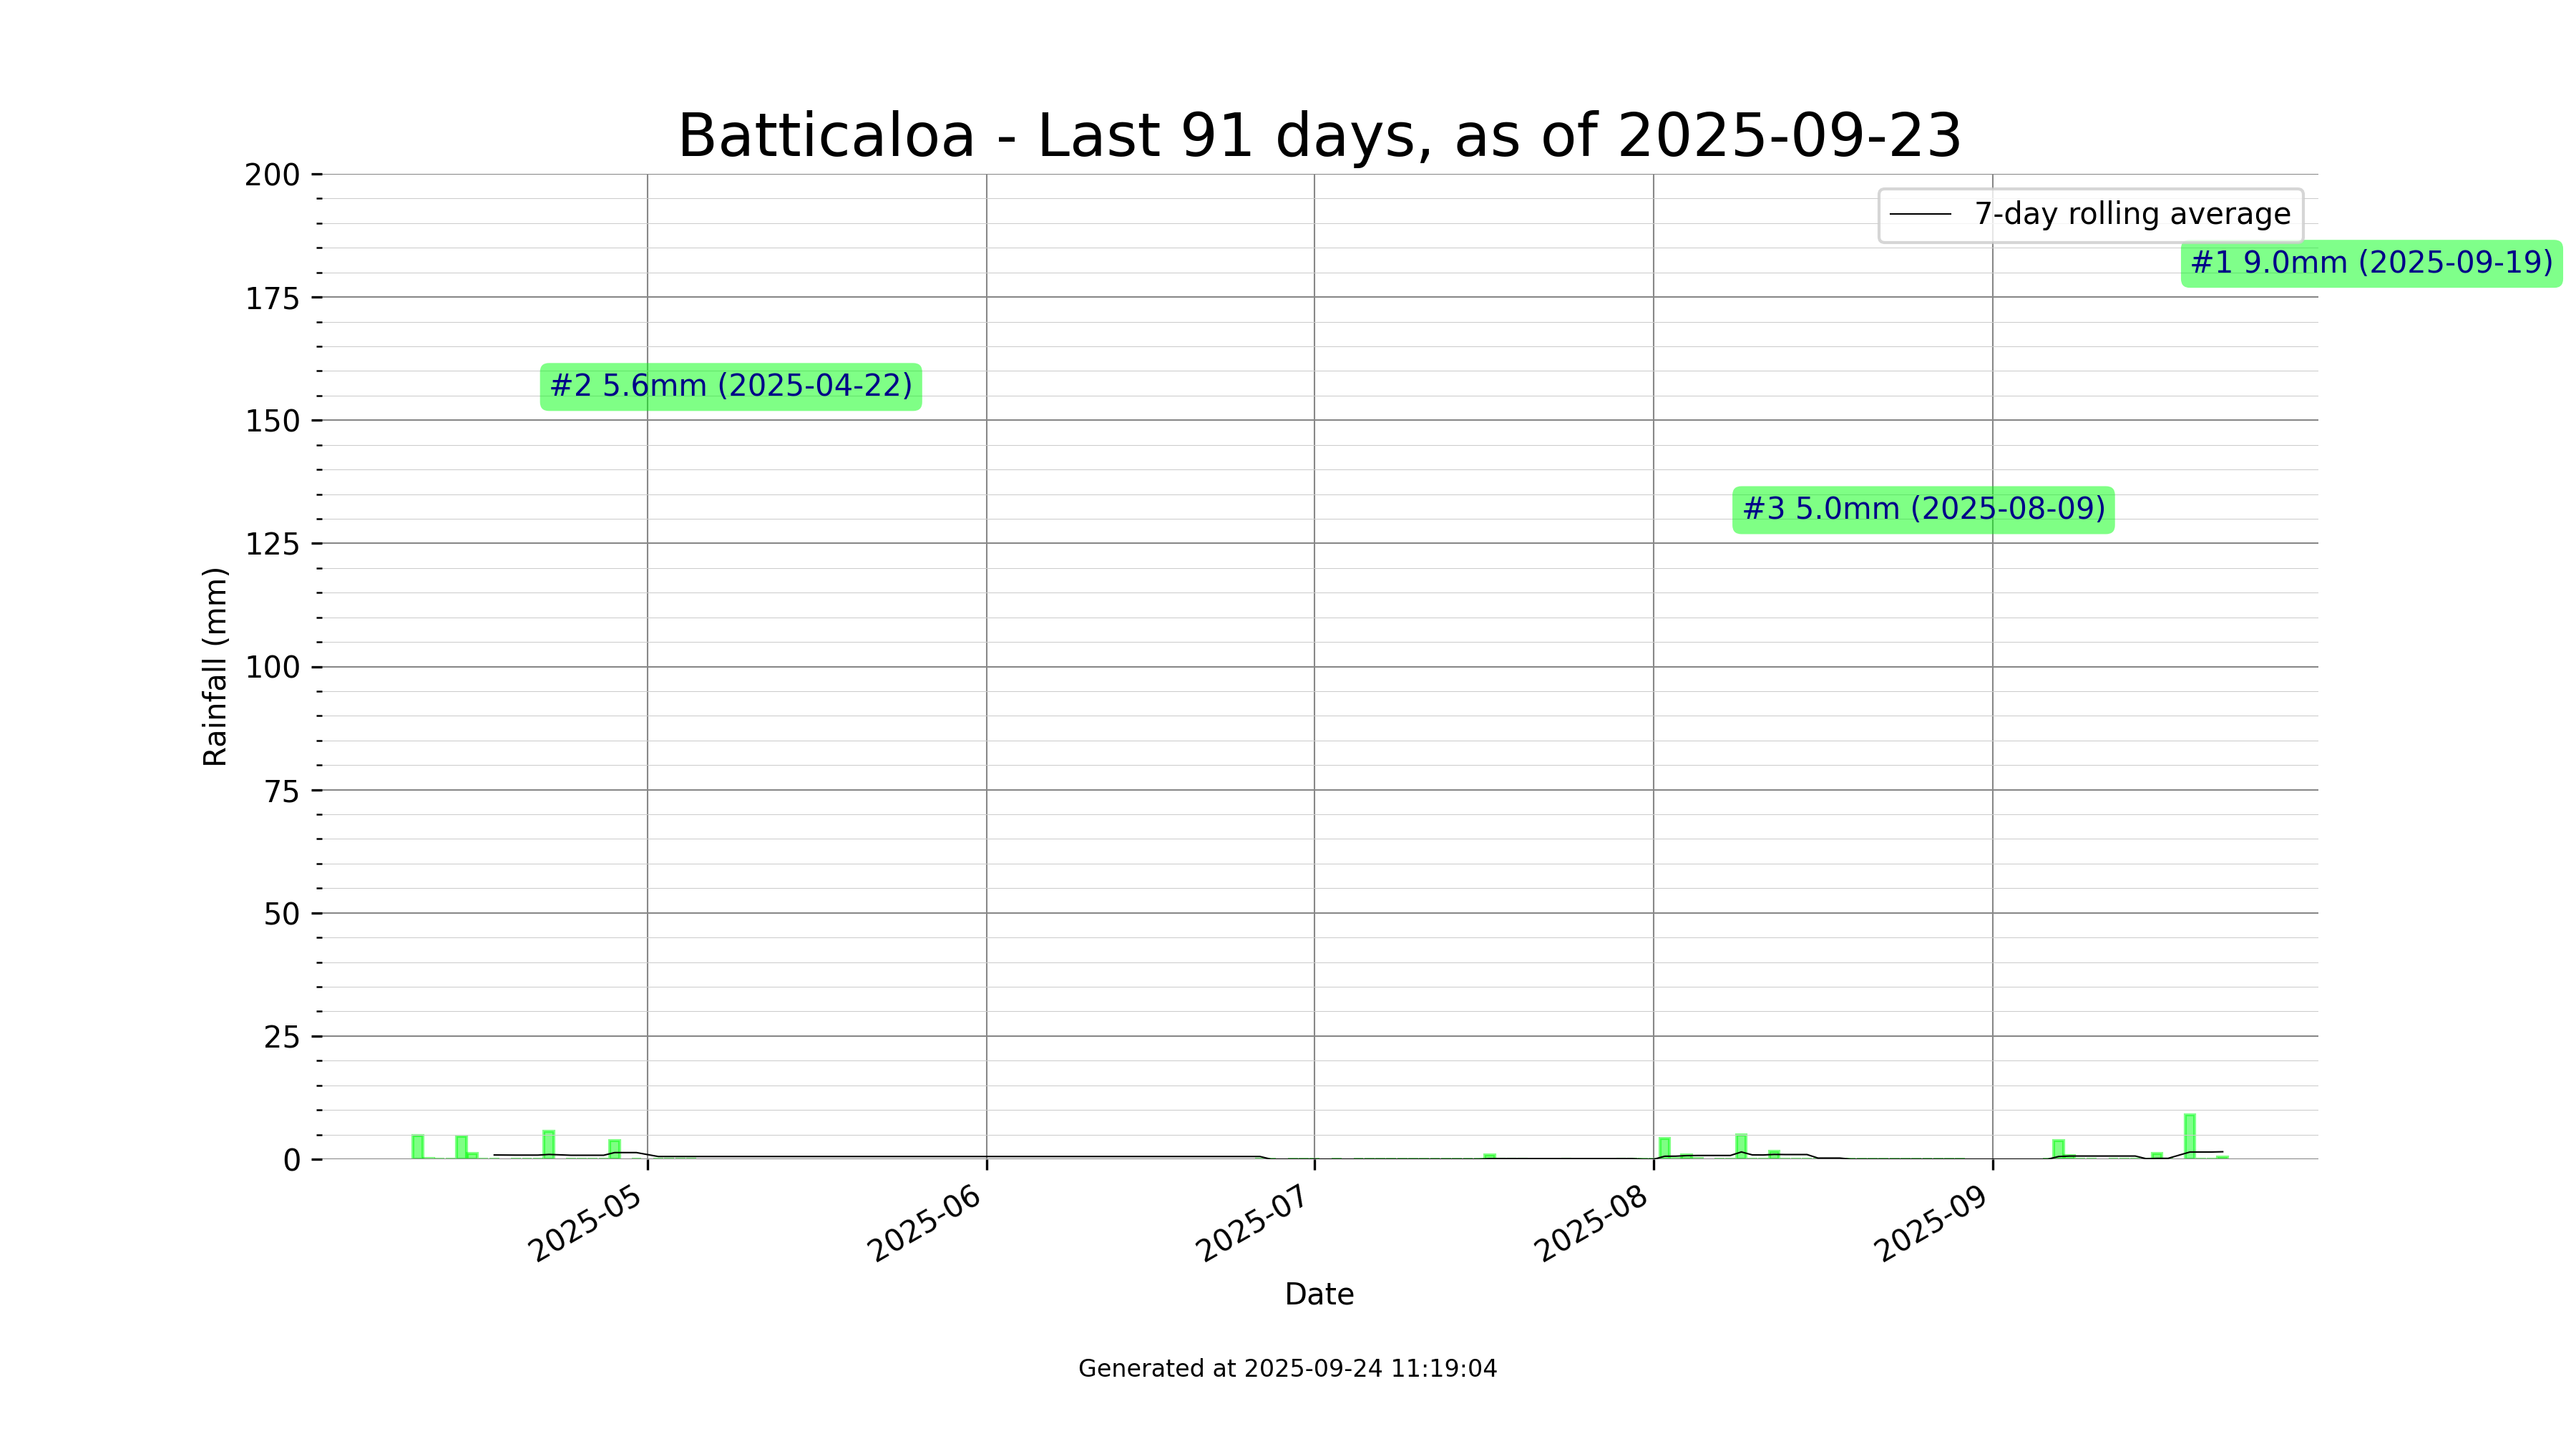 Batticaloa - Last 91 days, as of 2025-09-23
200
175
150
125
100
75
50
25
0
Rainfall (mm)
7-day rolling average
#1 9.0mm (2025-09-19)
#2 5.6mm (2025-04-22)
#3 5.0mm (2025-08-09)
2025-05
2025-06
2025-07
2025-08
2025-09
Date
Generated at 2025-09-24 11:19:04